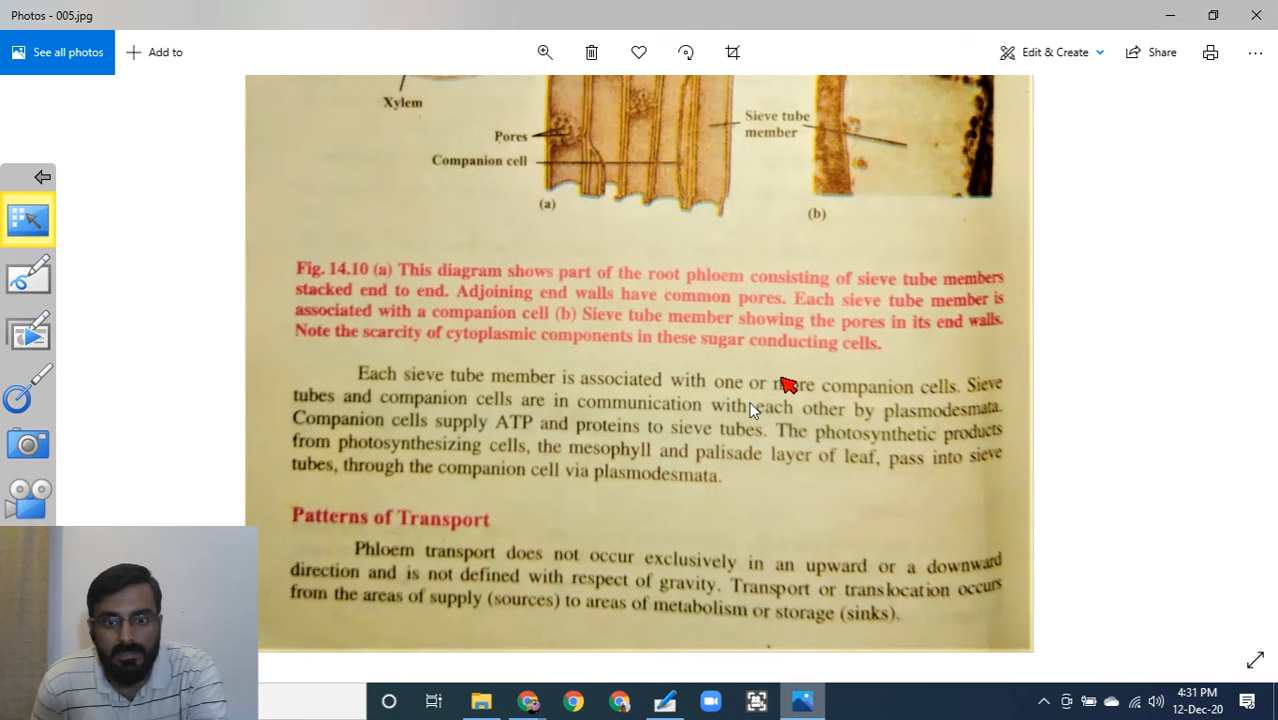 Photos - 005.jpg
See all photos
Add to
Edit & Create
Share
Xylem
Pores
Companion cell
Sieve tube
member
(a)
(b)
Fig. 14.10 (a) This diagram shows part of the root phloem consisting of sieve tube members
stacked end to end. Adjoining end walls have common pores. Each sieve tube member is
associated with a companion cell (b) Sieve tube member showing the pores in its end walls.
Note the scarcity of cytoplasmic components in these sugar conducting cells.
Each sieve tube member is associated with one or more companion cells. Sieve
tubes and companion cells are in communication with each other by plasmodesmata.
Companion cells supply ATP and proteins to sieve tubes. The photosynthetic products
from photosynthesizing cells, the mesophyll and palisade layer of leaf, pass into sieve
tubes, through the companion cell via plasmodesmata.
Patterns of Transport
Phloem transport does not occur exclusively in an upward or a downward
direction and is not defined with respect of gravity. Transport or translocation occurs
from the areas of supply (sources) to areas of metabolism or storage (sinks).
4:31 PM
12-Dec-20